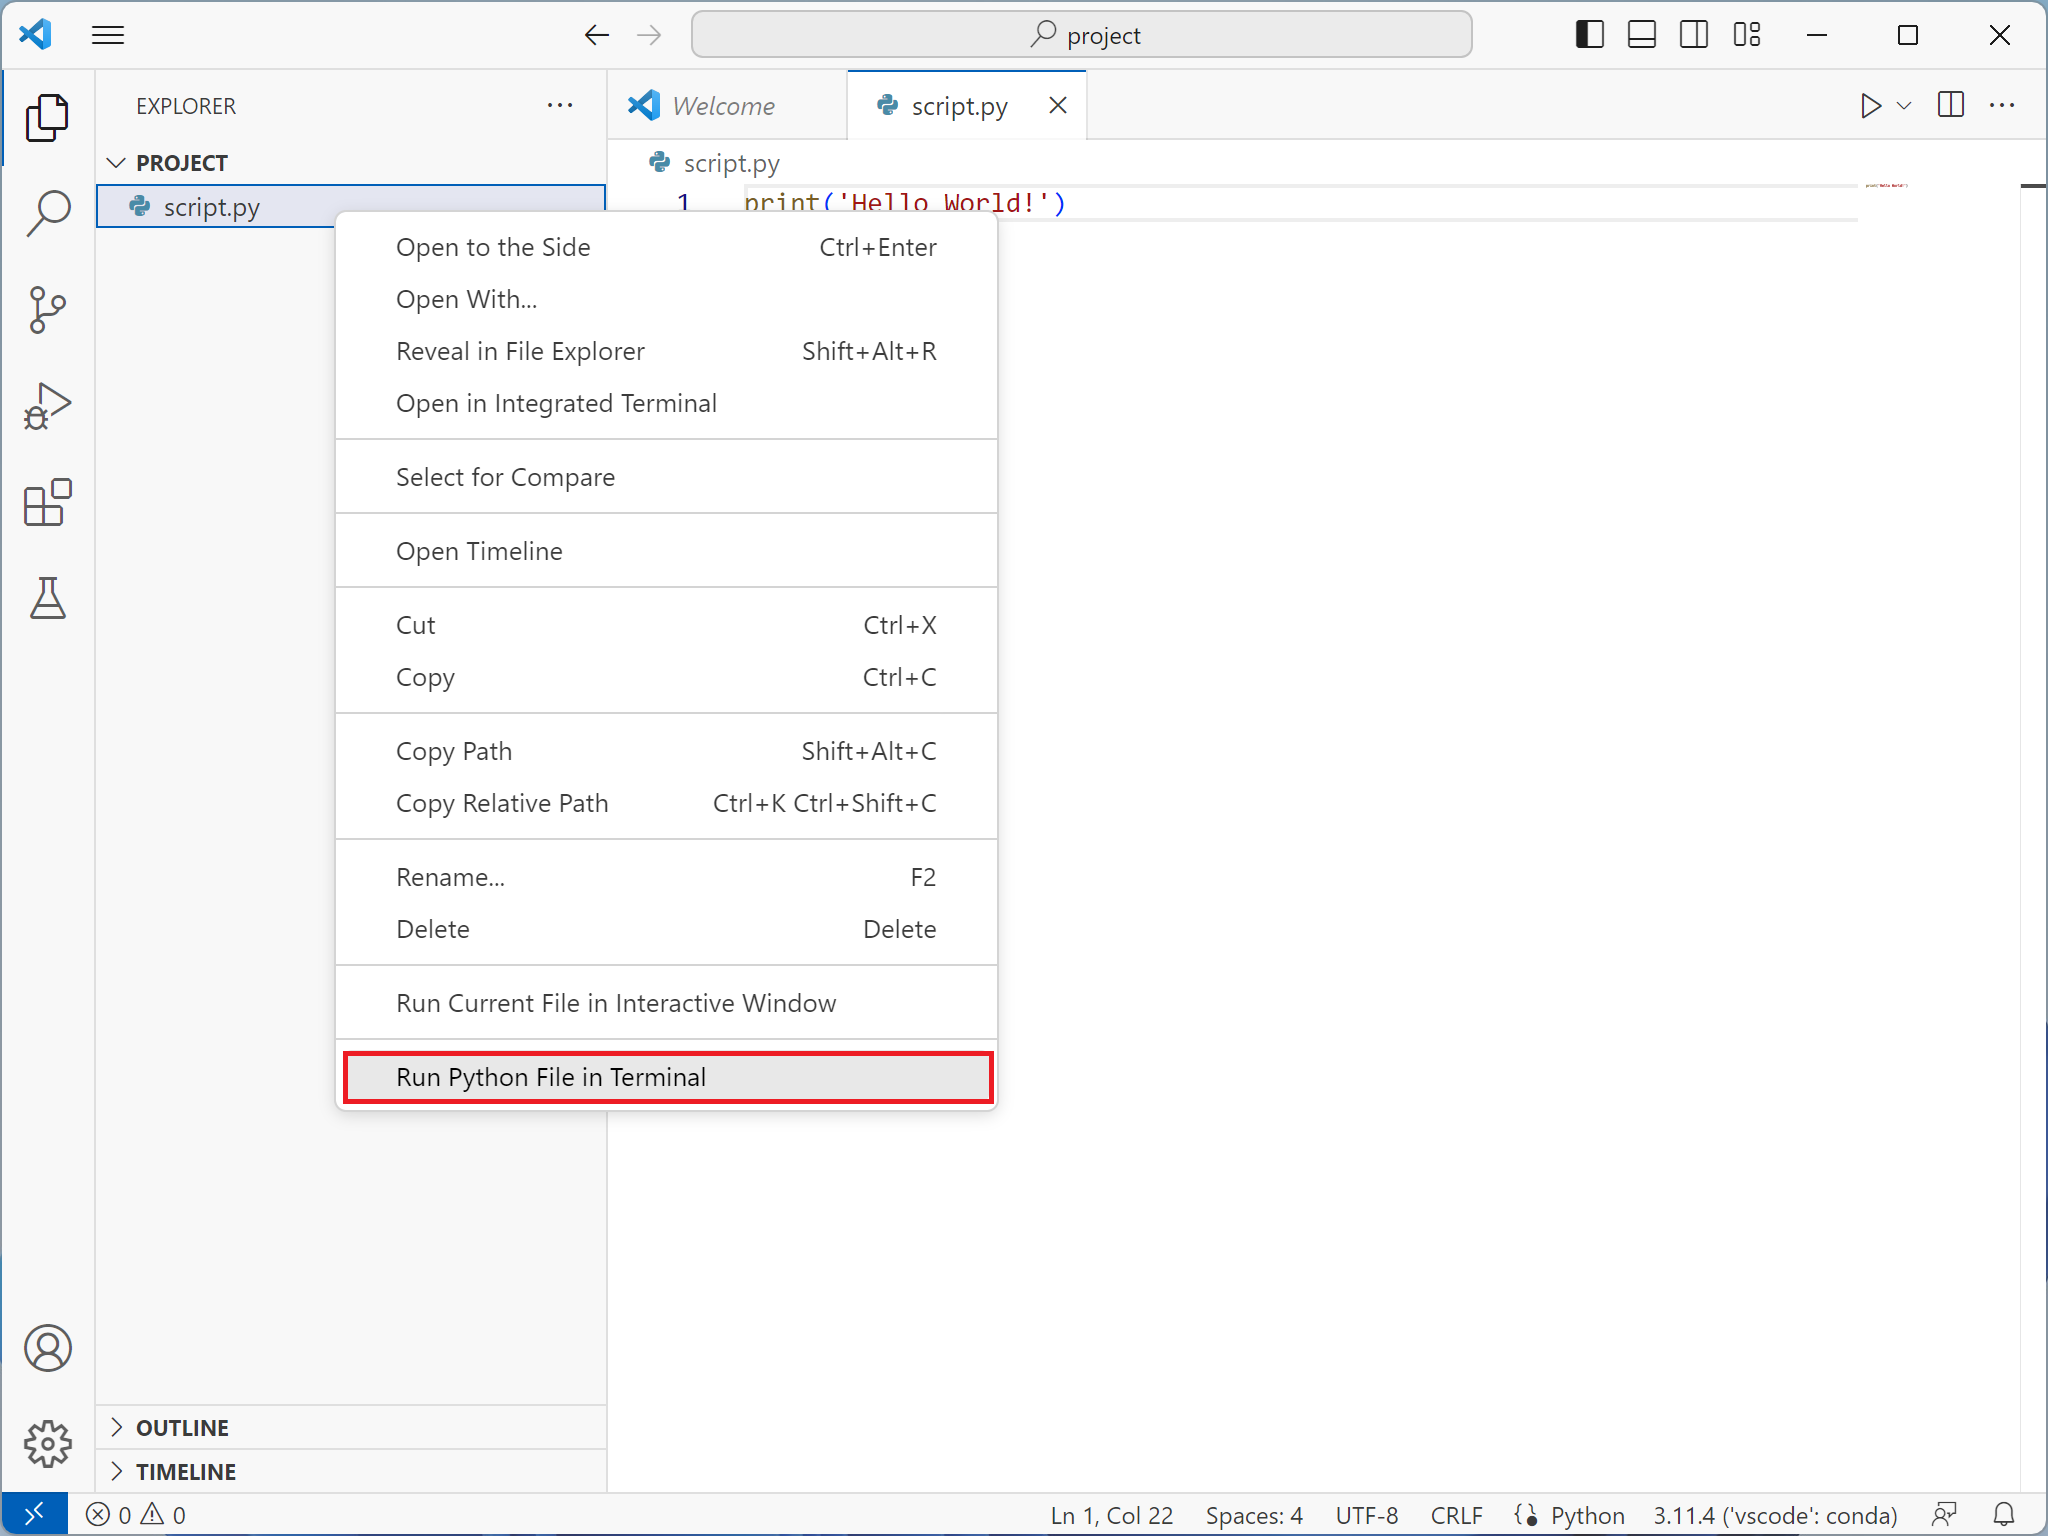 project
EXPLORER
Welcome
script.py
PROJECT
script.py
script.py
1 print('Hello World!')
Open to the Side Ctrl+Enter
Open With...
Reveal in File Explorer Shift+Alt+R
Open in Integrated Terminal
Select for Compare
Open Timeline
Cut Ctrl+X
Copy Ctrl+C
Copy Path Shift+Alt+C
Copy Relative Path Ctrl+K Ctrl+Shift+C
Rename... F2
Delete Delete
Run Current File in Interactive Window
Run Python File in Terminal
OUTLINE
TIMELINE
0 0 Ln 1, Col 22 Spaces: 4 UTF-8 CRLF Python 3.11.4 ('vscode': conda)